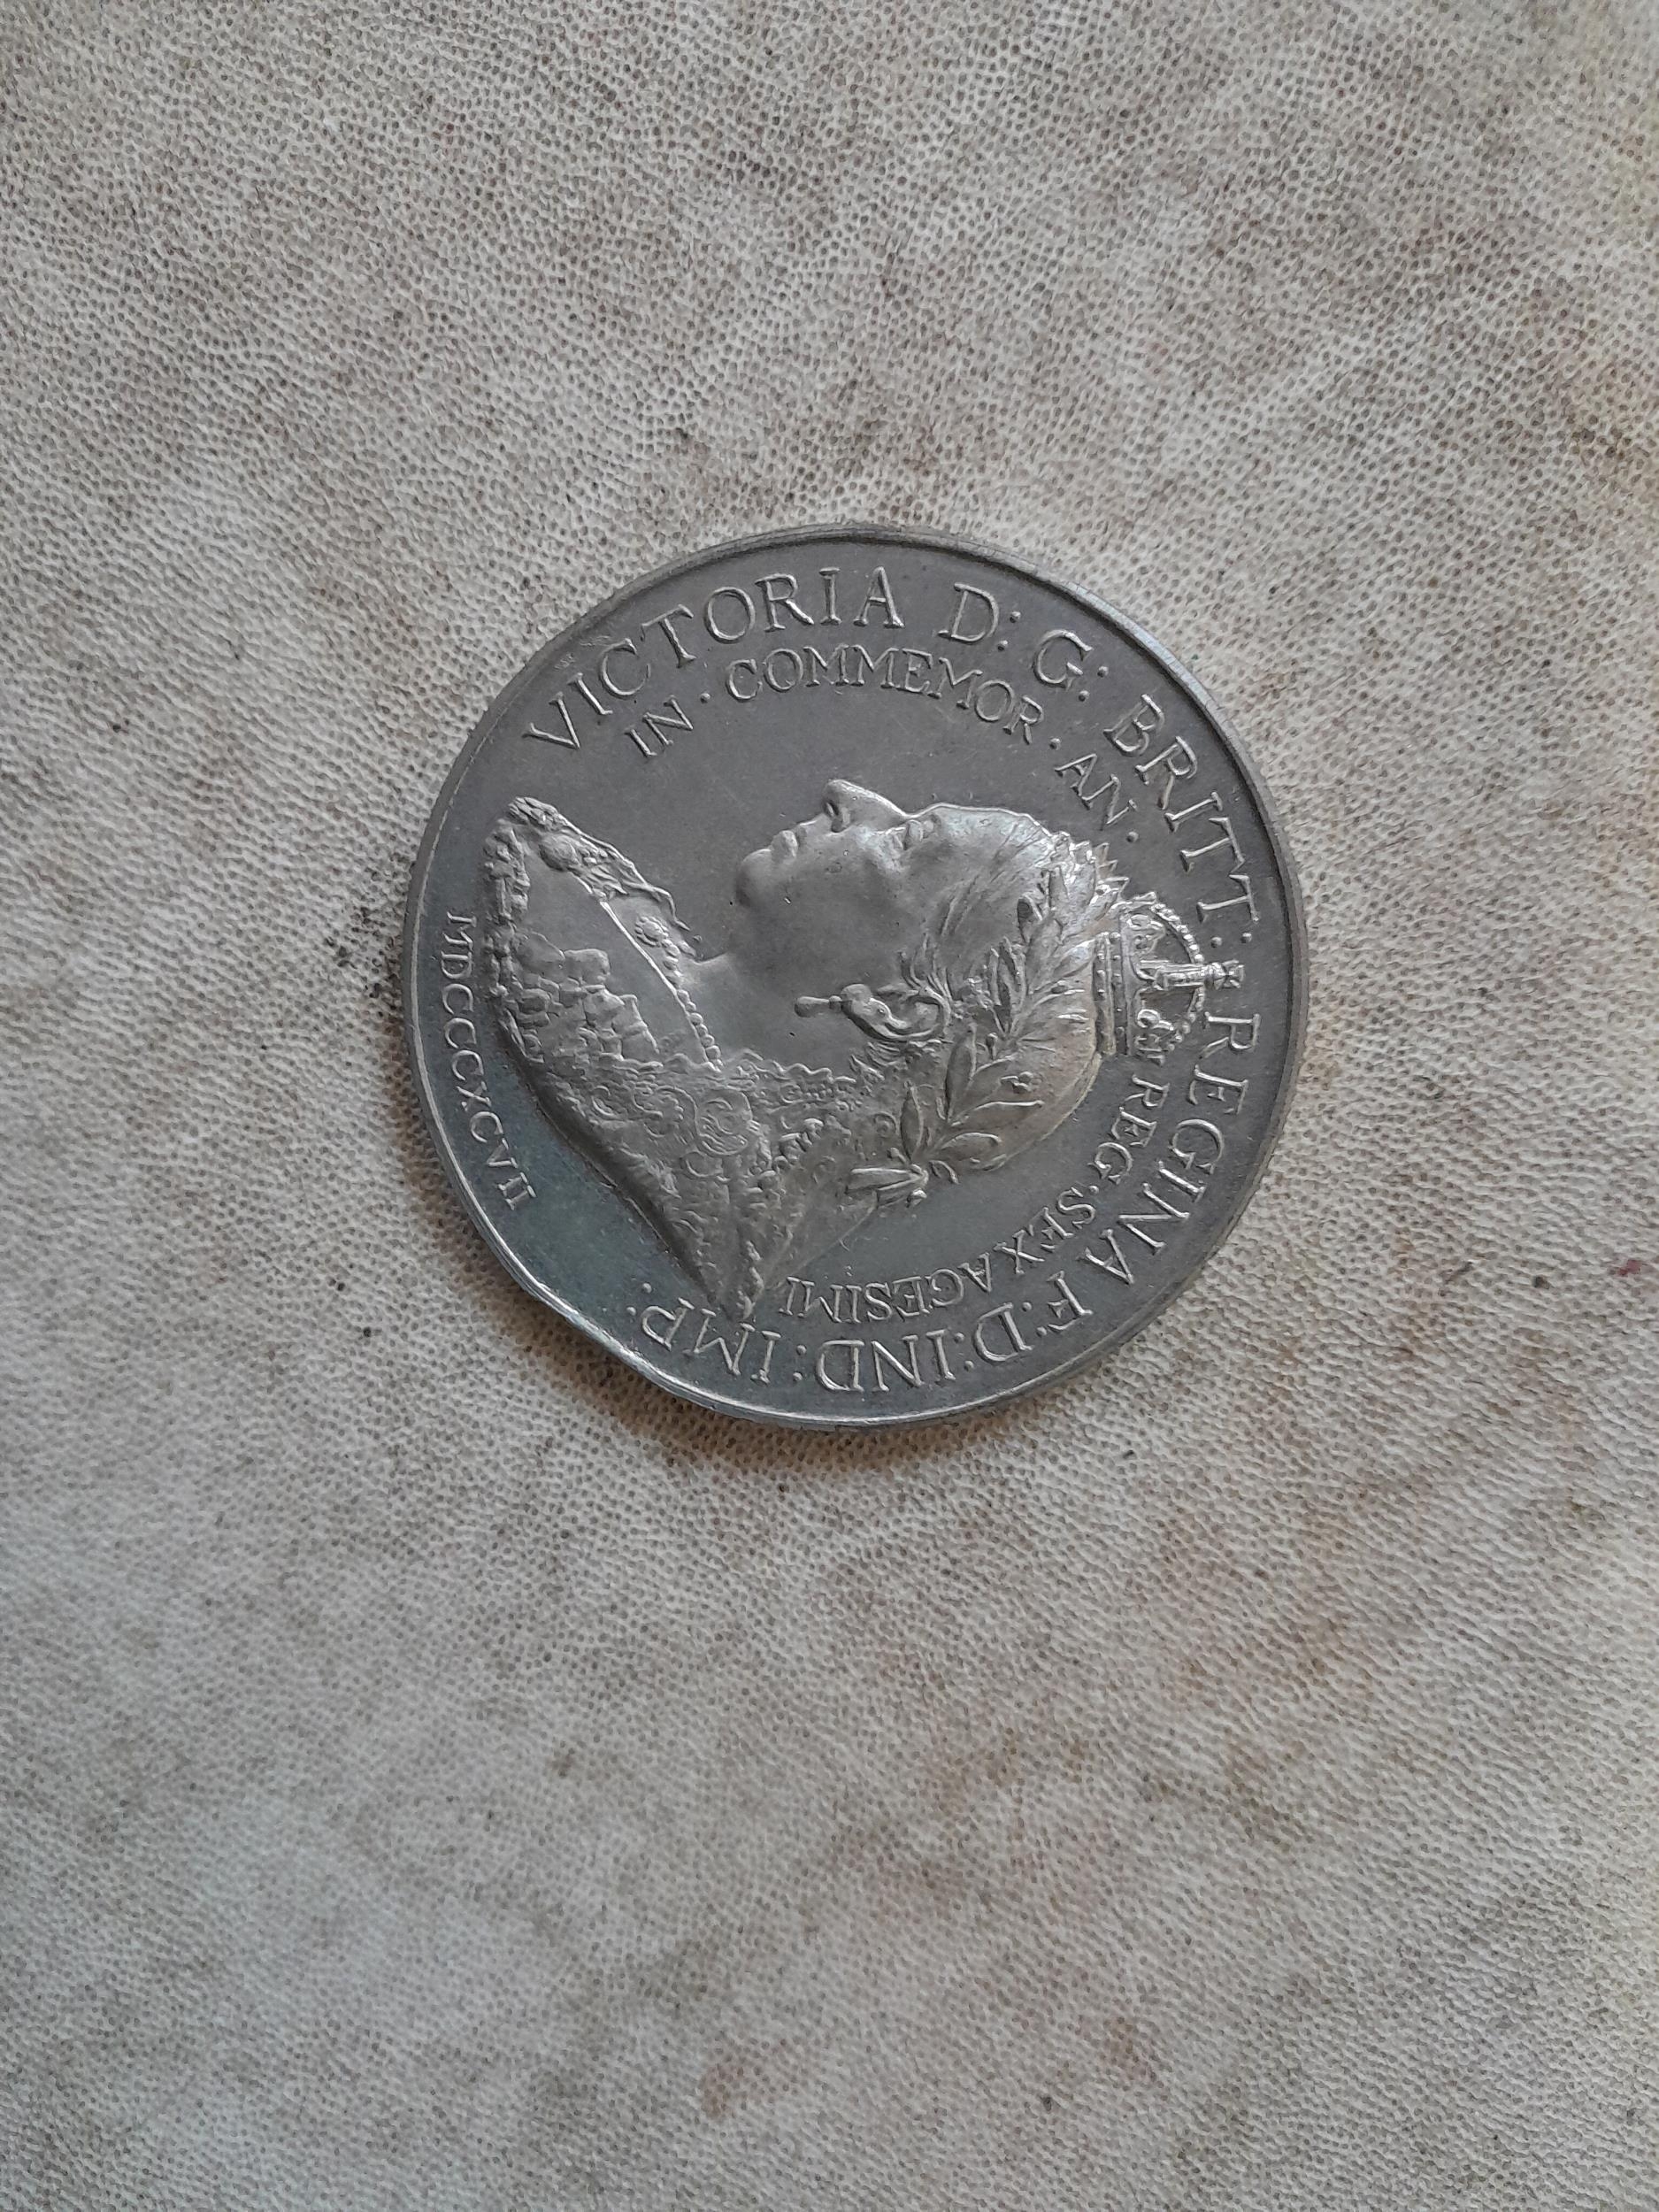 VICTORIA D: G: BRITT: REGINA F:D:IND:IMP:
IN · COMMEMOR · AN · REG · SEXAGESIMI
MDCCCXCVII